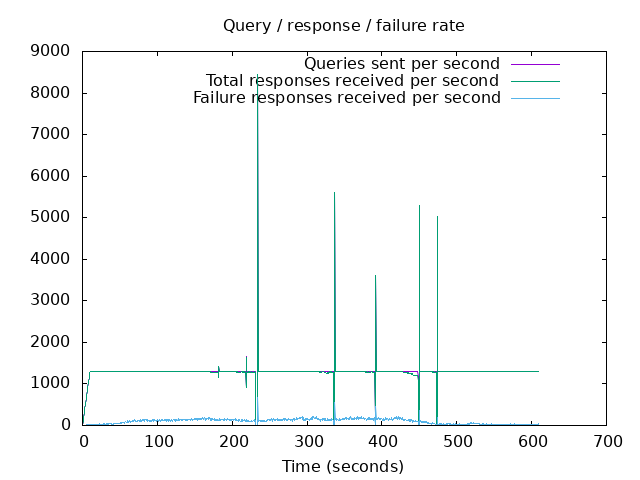 Query / response / failure rate
Queries sent per second
Total responses received per second
Failure responses received per second
9000
8000
7000
6000
5000
4000
3000
2000
1000
0
0 100 200 300 400 500 600 700
Time (seconds)